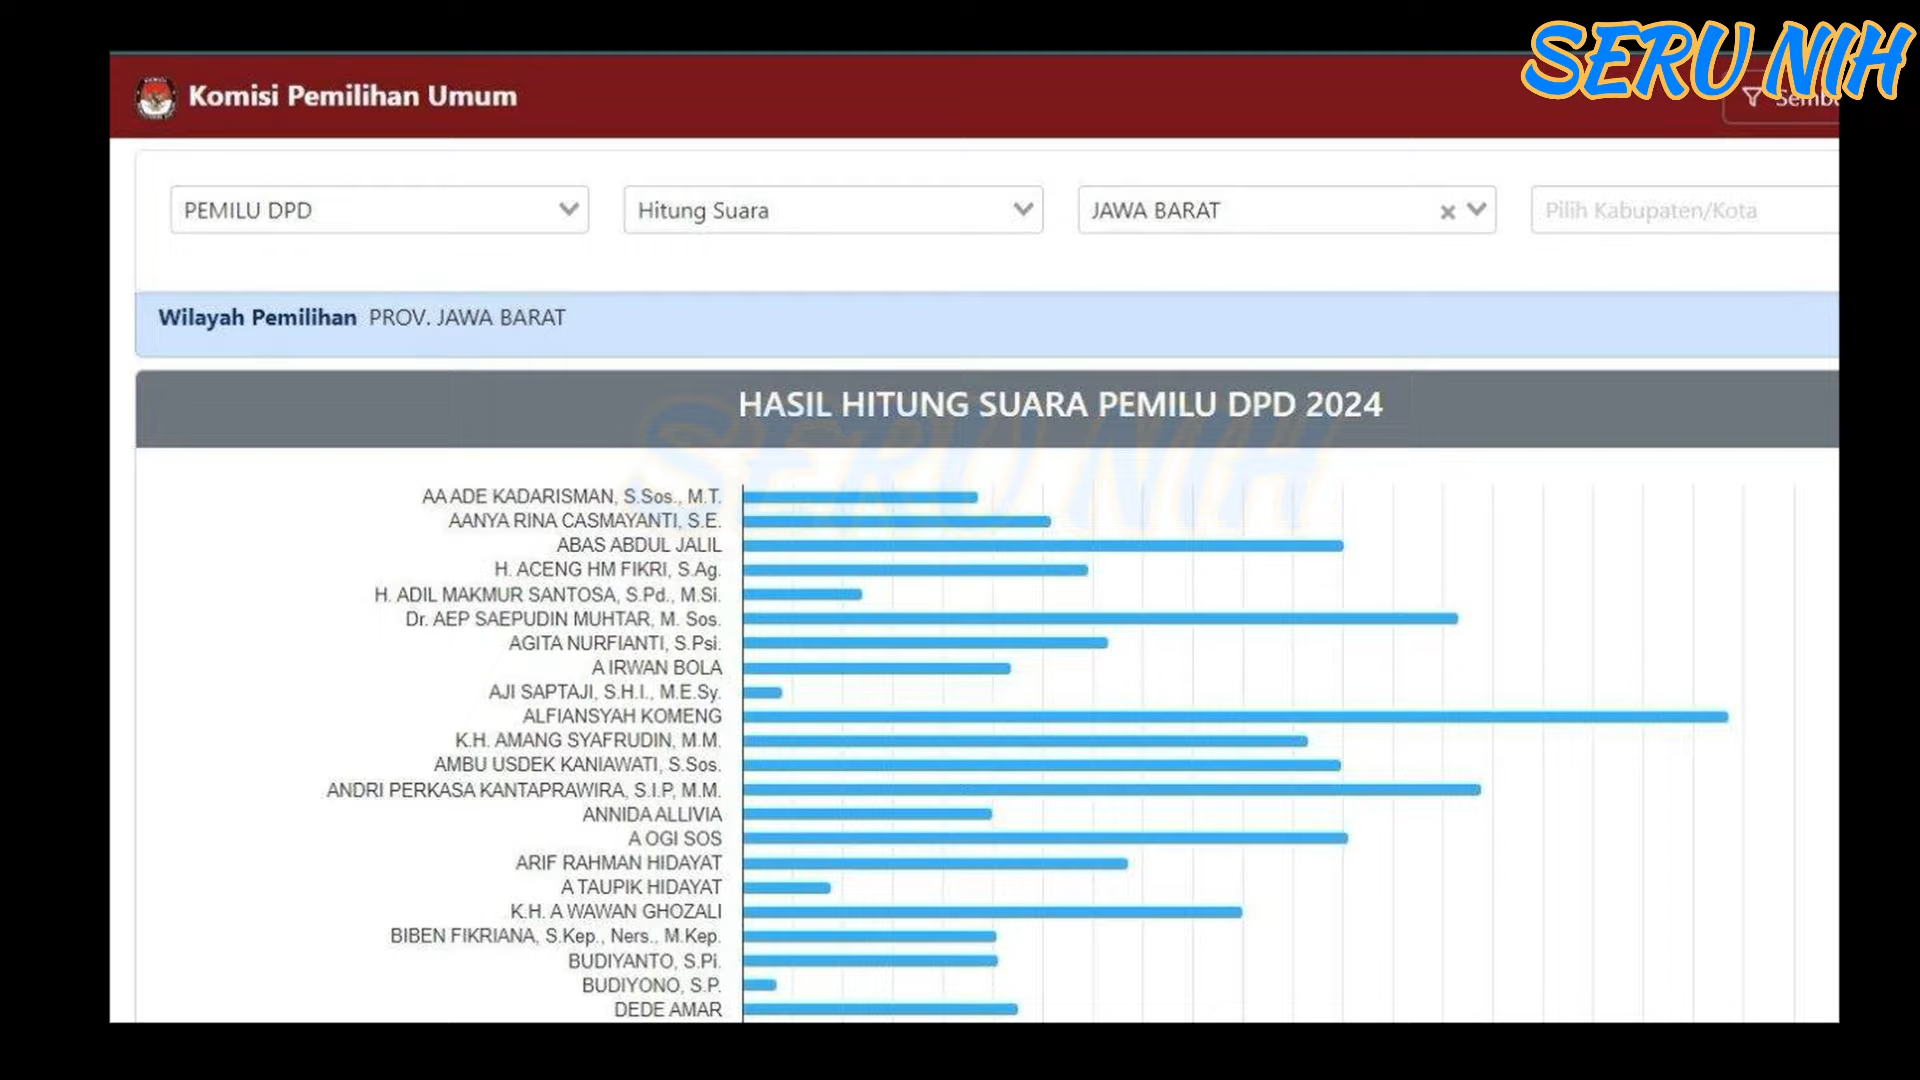 SERU NIH
Komisi Pemilihan Umum
PEMILU DPD
Hitung Suara
JAWA BARAT
Pilih Kabupaten/Kota
Wilayah Pemilihan PROV. JAWA BARAT
HASIL HITUNG SUARA PEMILU DPD 2024
SERU NIH
AA ADE KADARISMAN, S.Sos., M.T.
AANYA RINA CASMAYANTI, S.E.
ABAS ABDUL JALIL
H. ACENG HM FIKRI, S.Ag.
H. ADIL MAKMUR SANTOSA, S.Pd., M.Si.
Dr. AEP SAEPUDIN MUHTAR, M. Sos.
AGITA NURFIANTI, S.Psi.
A IRWAN BOLA
AJI SAPTAJI, S.H.I., M.E.Sy.
ALFIANSYAH KOMENG
K.H. AMANG SYAFRUDIN, M.M.
AMBU USDEK KANIAWATI, S.Sos.
ANDRI PERKASA KANTAPRAWIRA, S.I.P, M.M.
ANNIDA ALLIVIA
A OGI SOS
ARIF RAHMAN HIDAYAT
A TAUPIK HIDAYAT
K.H. A WAWAN GHOZALI
BIBEN FIKRIANA, S.Kep., Ners., M.Kep.
BUDIYANTO, S.Pi.
BUDIYONO, S.P.
DEDE AMAR